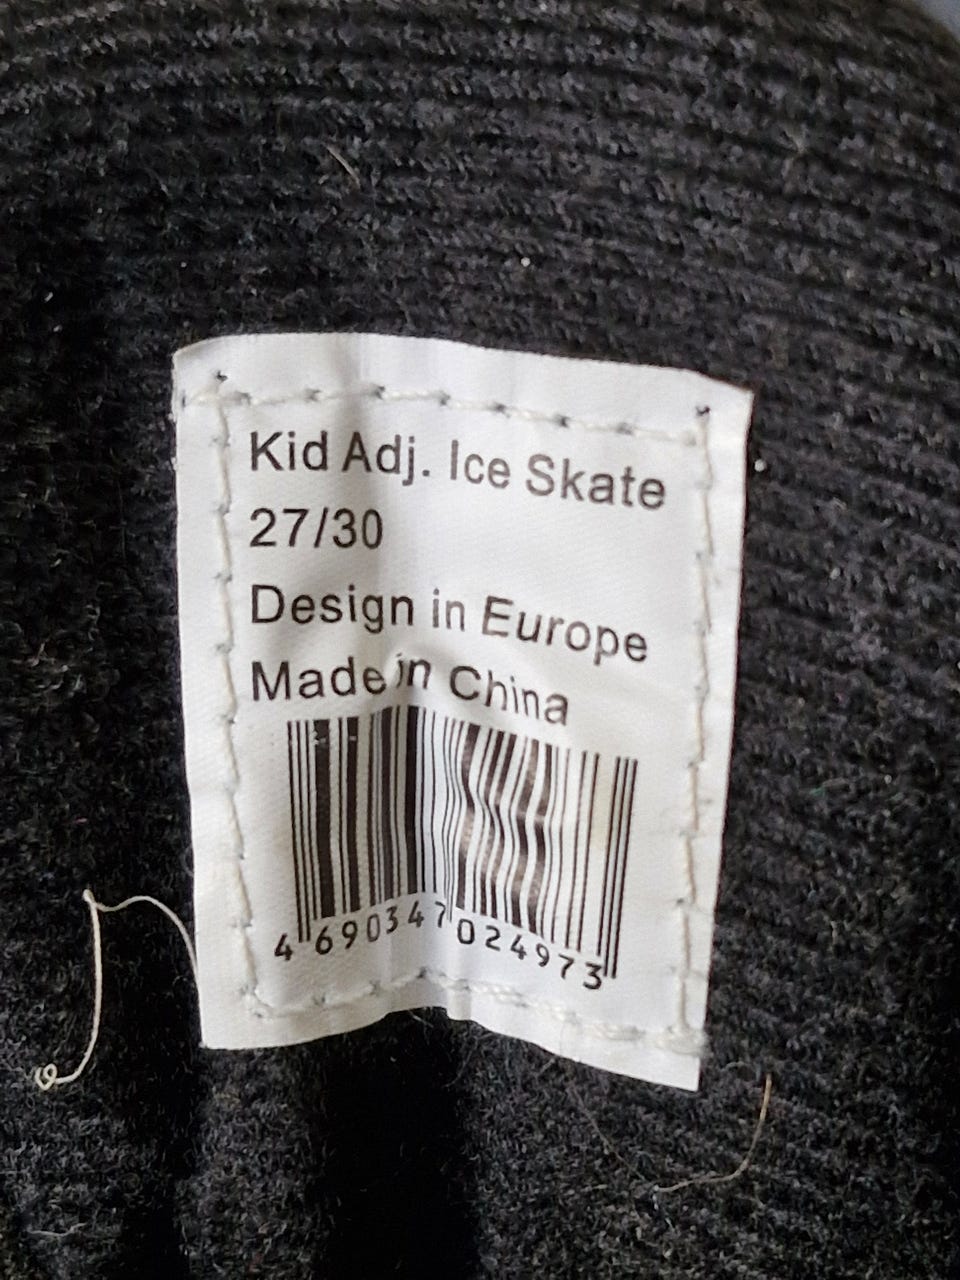 Kid Adj. Ice Skate
27/30
Design in Europe
Made in China
4 690347 024973